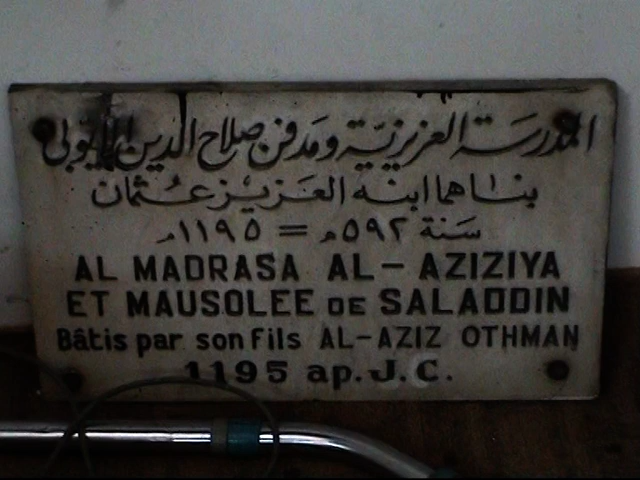 المدرسة العزيزية ومدفن صلاح الدين الأيوبي
بناهما ابنه العزيز عثمان
سنة ٥٩٢هـ = ١١٩٥م
AL MADRASA AL-AZIZIYA
ET MAUSOLEE DE SALADDIN
Bâtis par son fils AL-AZIZ OTHMAN
1195 ap. J.C.